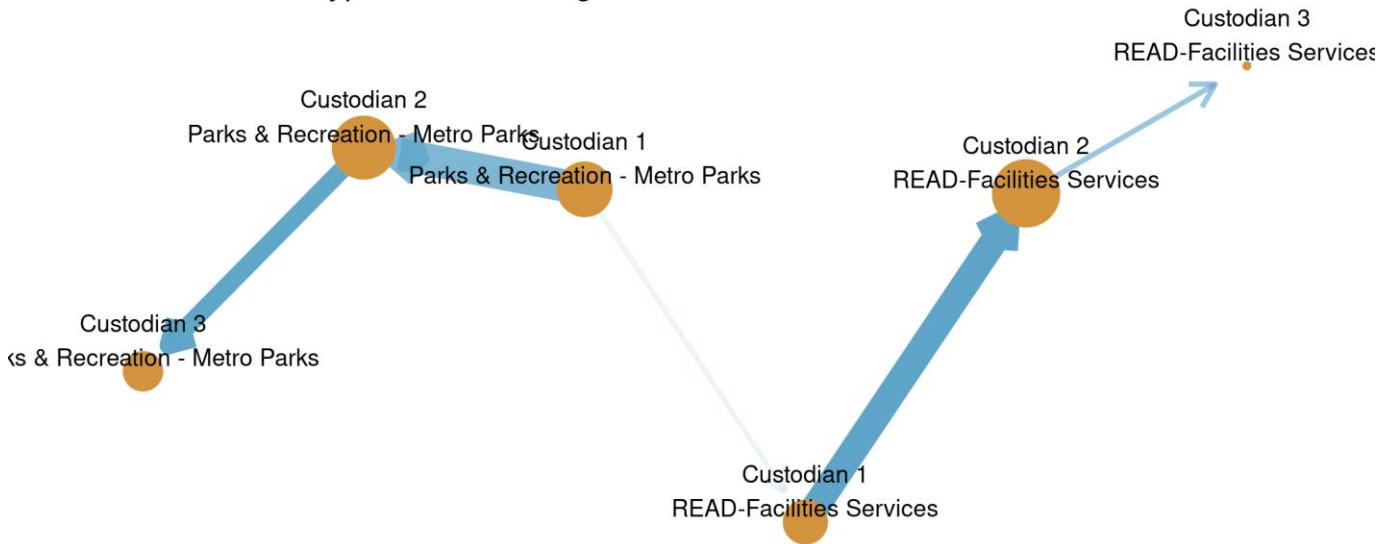 Custodian 3
READ-Facilities Services
Custodian 2
Parks & Recreation - Metro Parks
Custodian 1
Parks & Recreation - Metro Parks
Custodian 2
READ-Facilities Services
Custodian 3
& Recreation - Metro Parks
Custodian 1
READ-Facilities Services